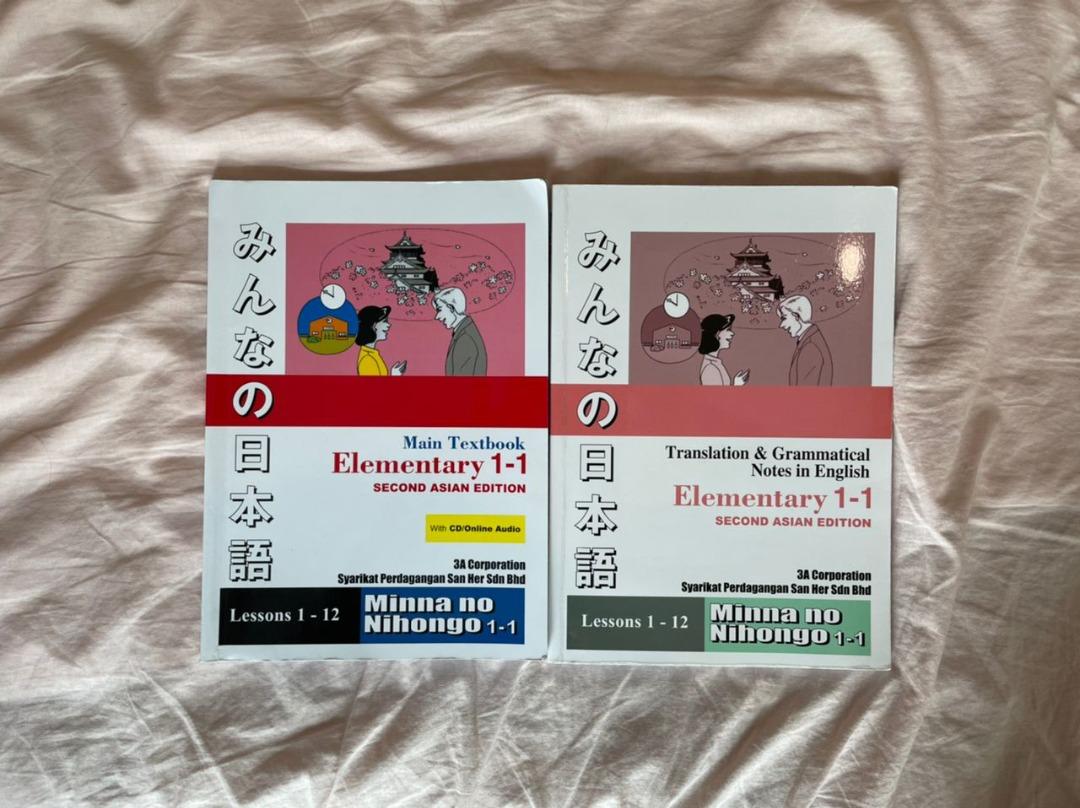 みんなの日本語
Main Textbook
Elementary 1-1
SECOND ASIAN EDITION
With CD/Online Audio
3A Corporation
Syarikat Perdagangan San Her Sdn Bhd
Lessons 1 - 12
Minna no
Nihongo 1-1
みんなの日本語
Translation & Grammatical
Notes in English
Elementary 1-1
SECOND ASIAN EDITION
3A Corporation
Syarikat Perdagangan San Her Sdn Bhd
Lessons 1 - 12
Minna no
Nihongo 1-1